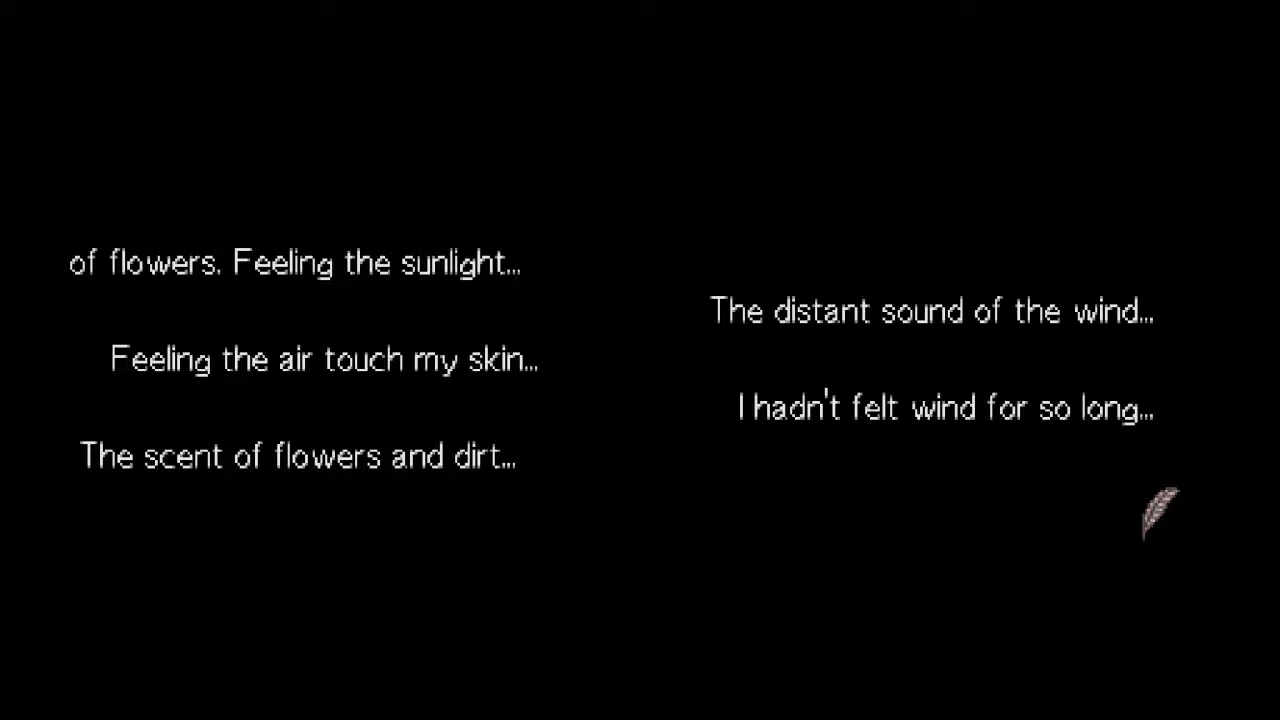 of flowers. Feeling the sunlight...
Feeling the air touch my skin...
The scent of flowers and dirt...
The distant sound of the wind...
I hadn't felt wind for so long...